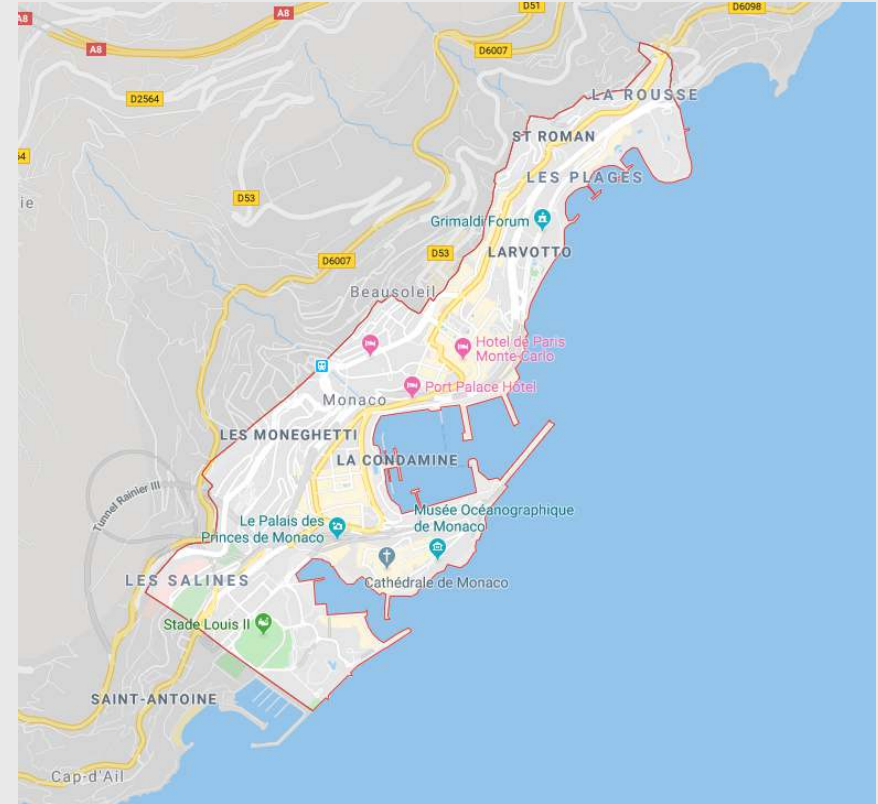 D51
D6098
A8
A8
A8
D6007
D2564
LA ROUSSE
ST ROMAN
LES PLAGES
D53
Grimaldi Forum
D53
LARVOTTO
D6007
Beausoleil
Hotel de Paris
Monte-Carlo
Port Palace Hôtel
Monaco
LES MONEGHETTI
LA CONDAMINE
Tunnel Rainier III
Musée Océanographique
de Monaco
Le Palais des
Princes de Monaco
LES SALINES
Cathédrale de Monaco
Stade Louis II
SAINT-ANTOINE
Cap-d'Ail